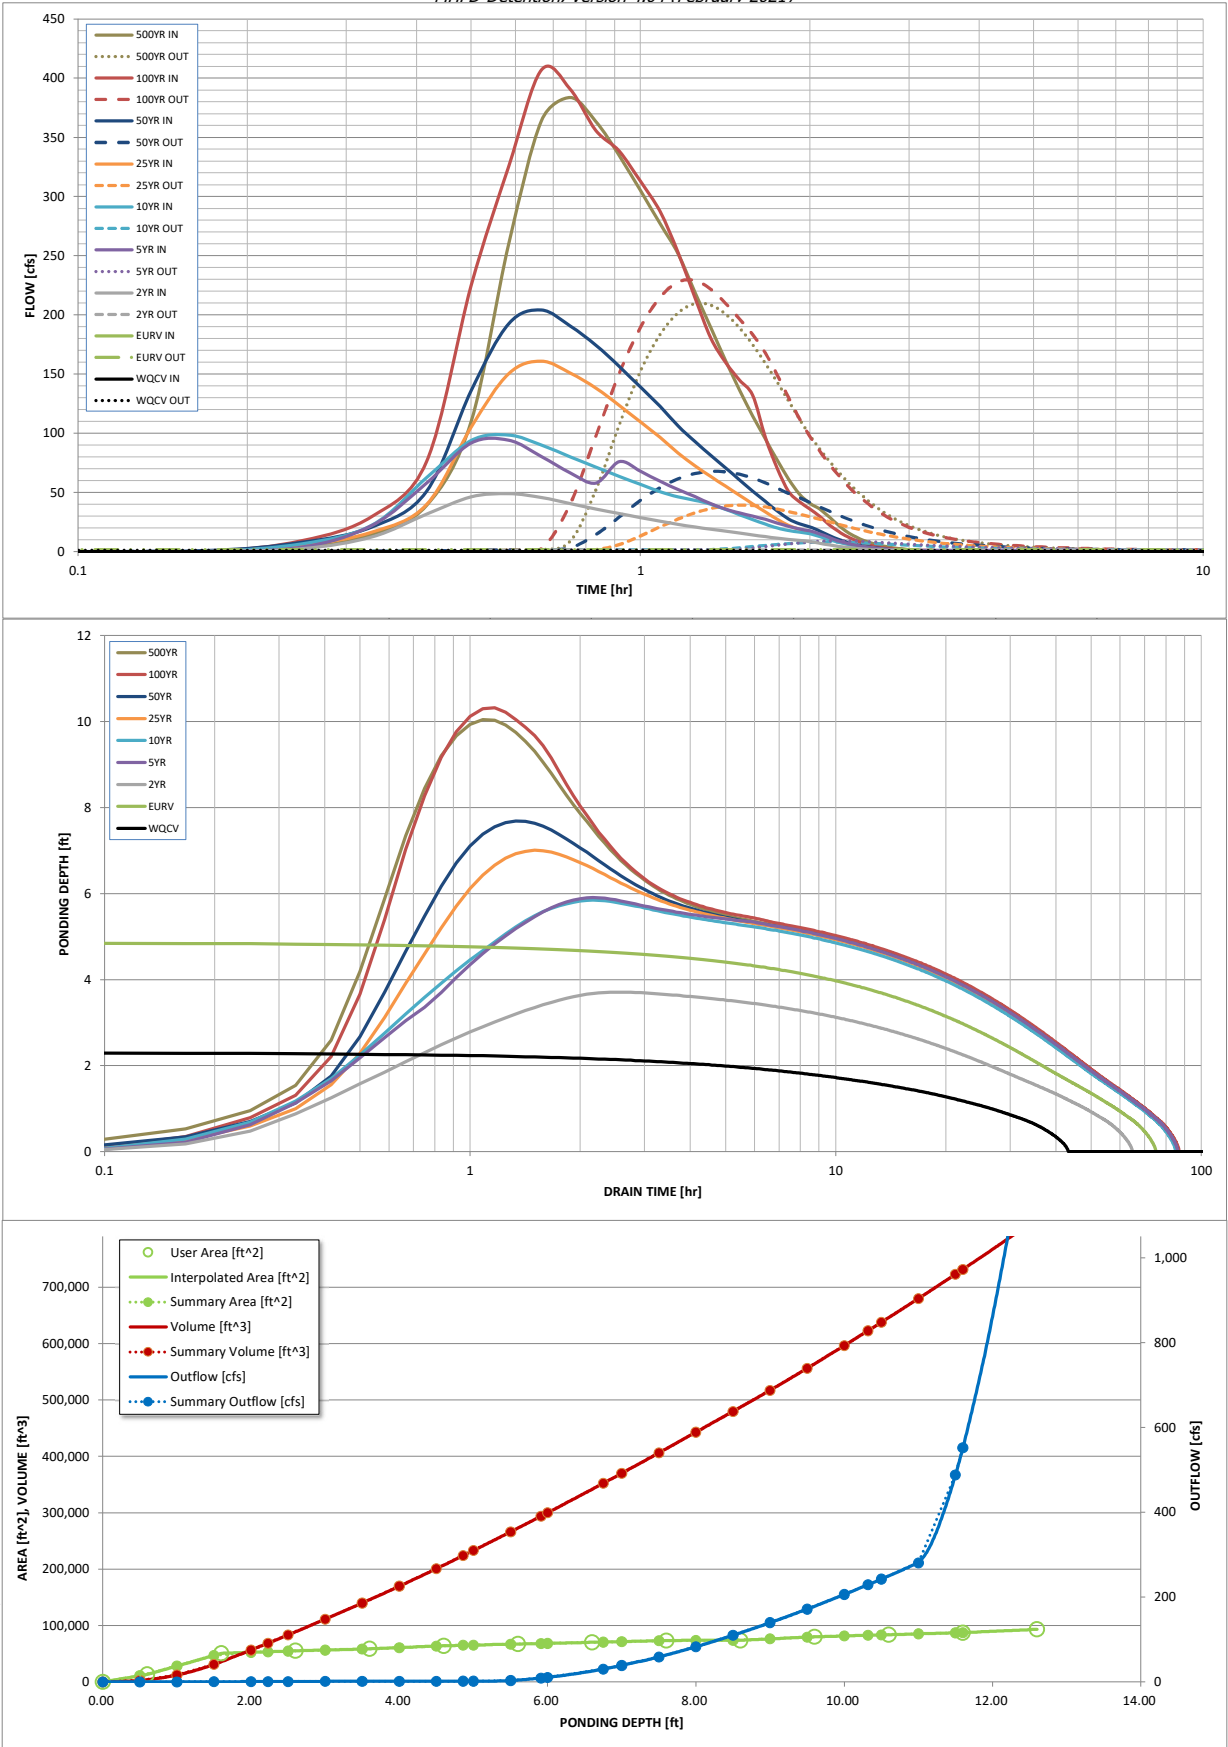 MHFD-Detention, Version 4.04 (February 2021)
450
400
350
300
250
200
150
100
50
0
FLOW [cfs]
500YR IN
500YR OUT
100YR IN
100YR OUT
50YR IN
50YR OUT
25YR IN
25YR OUT
10YR IN
10YR OUT
5YR IN
5YR OUT
2YR IN
2YR OUT
EURV IN
EURV OUT
WQCV IN
WQCV OUT
0.1
1
10
TIME [hr]
12
10
8
6
4
2
0
PONDING DEPTH [ft]
500YR
100YR
50YR
25YR
10YR
5YR
2YR
EURV
WQCV
0.1
1
10
100
DRAIN TIME [hr]
User Area [ft^2]
Interpolated Area [ft^2]
Summary Area [ft^2]
Volume [ft^3]
Summary Volume [ft^3]
Outflow [cfs]
Summary Outflow [cfs]
700,000
600,000
500,000
400,000
300,000
200,000
100,000
0
AREA [ft^2], VOLUME [ft^3]
1,000
800
600
400
200
0
OUTFLOW [cfs]
0.00
2.00
4.00
6.00
8.00
10.00
12.00
14.00
PONDING DEPTH [ft]